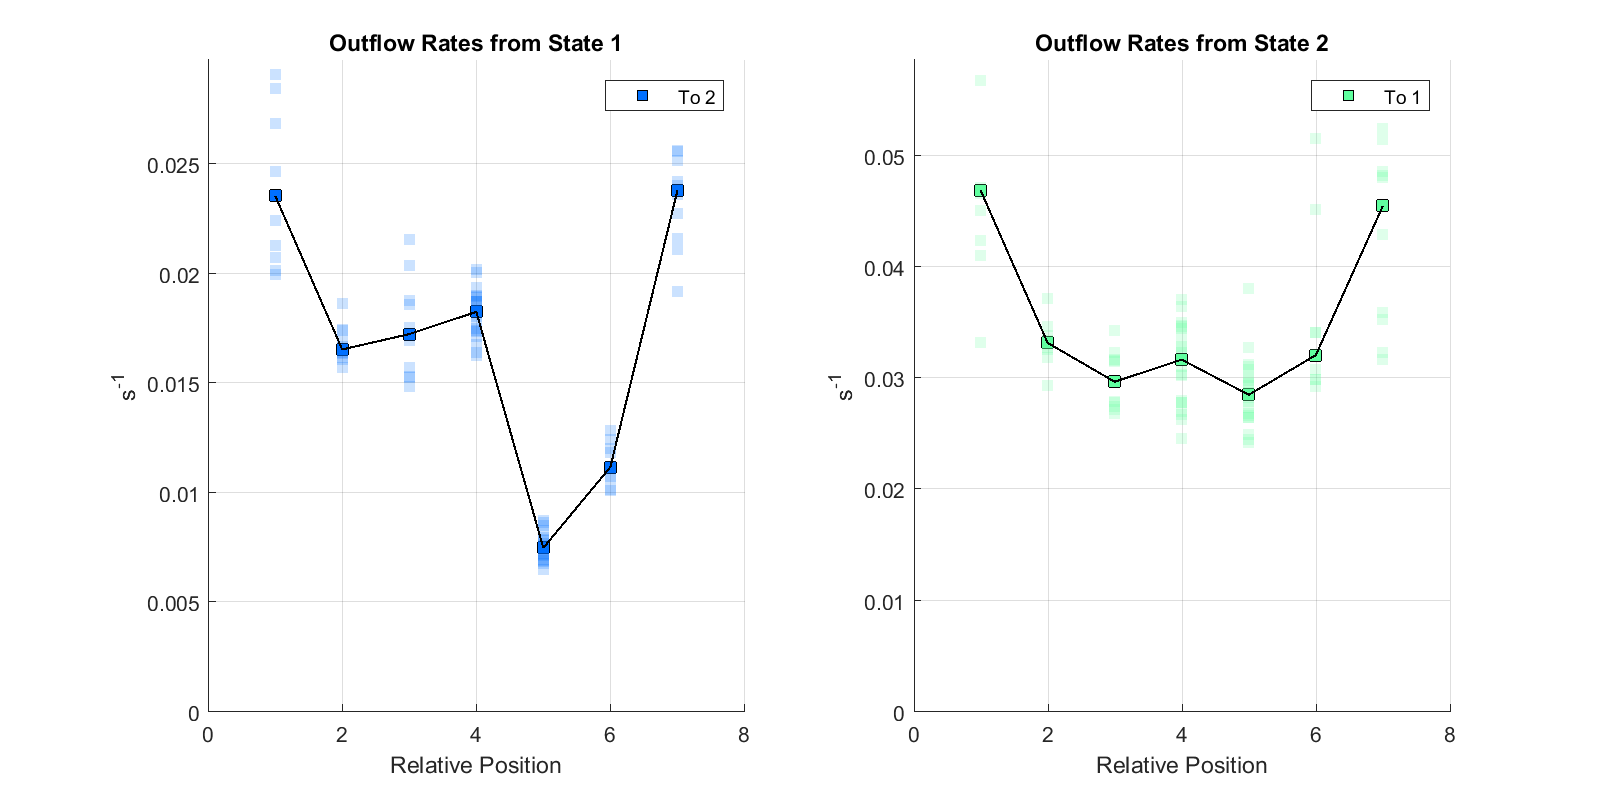 Outflow Rates from State 1
To 2
0.025
0.02
0.015
0.01
0.005
0
s-1
0 2 4 6 8
Relative Position
Outflow Rates from State 2
To 1
0.05
0.04
0.03
0.02
0.01
0
s-1
0 2 4 6 8
Relative Position